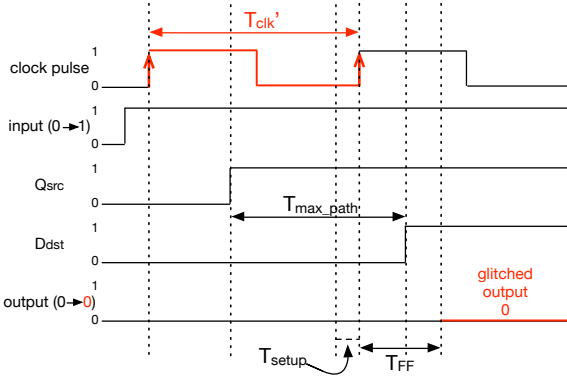 Tclk'
1
clock pulse
0
1
input (0→1)
0
1
Qsrc
0
Tmax_path
1
Ddst
0
1
output (0→0)
0
glitched
output
0
Tsetup
TFF